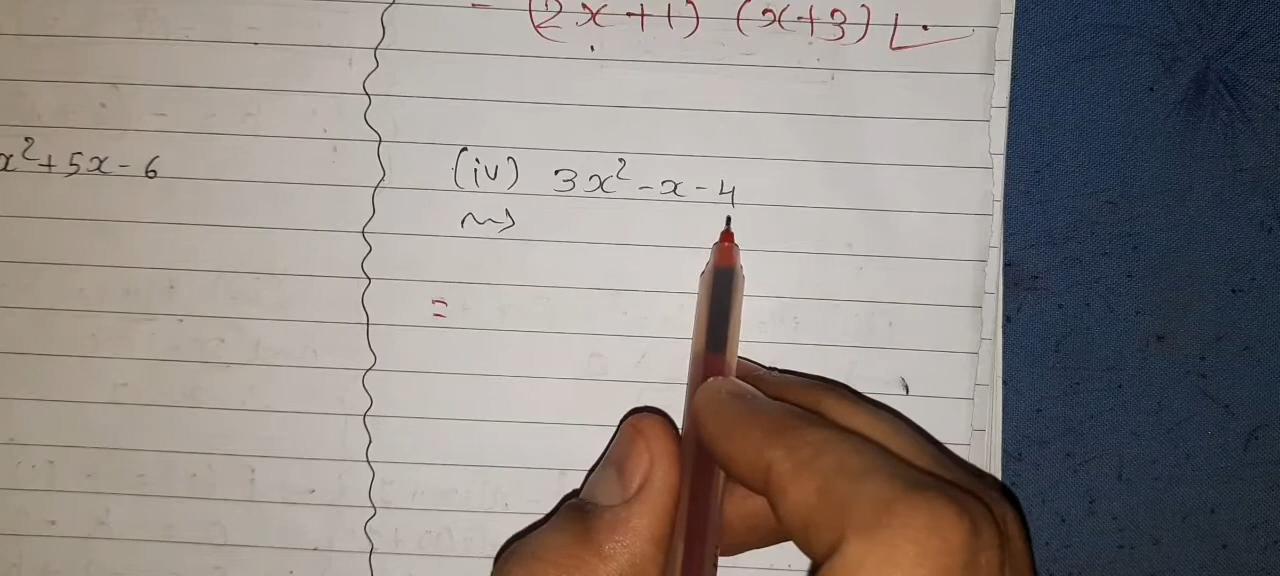 - (2x+1) (x+3)
x²+5x-6
(iv) 3x²-x-4
=